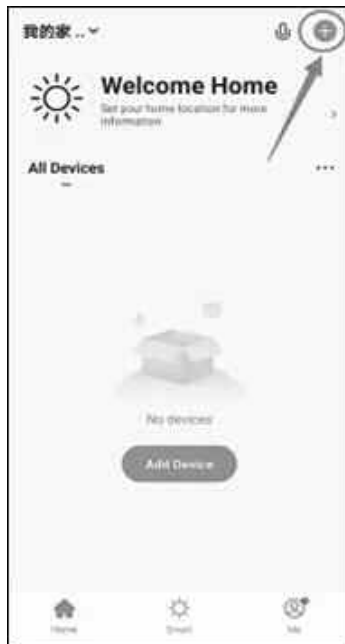 我的家 ..
Welcome Home
Set your home location for more
information
All Devices
No devices
Add Device
Home
Smart
Me